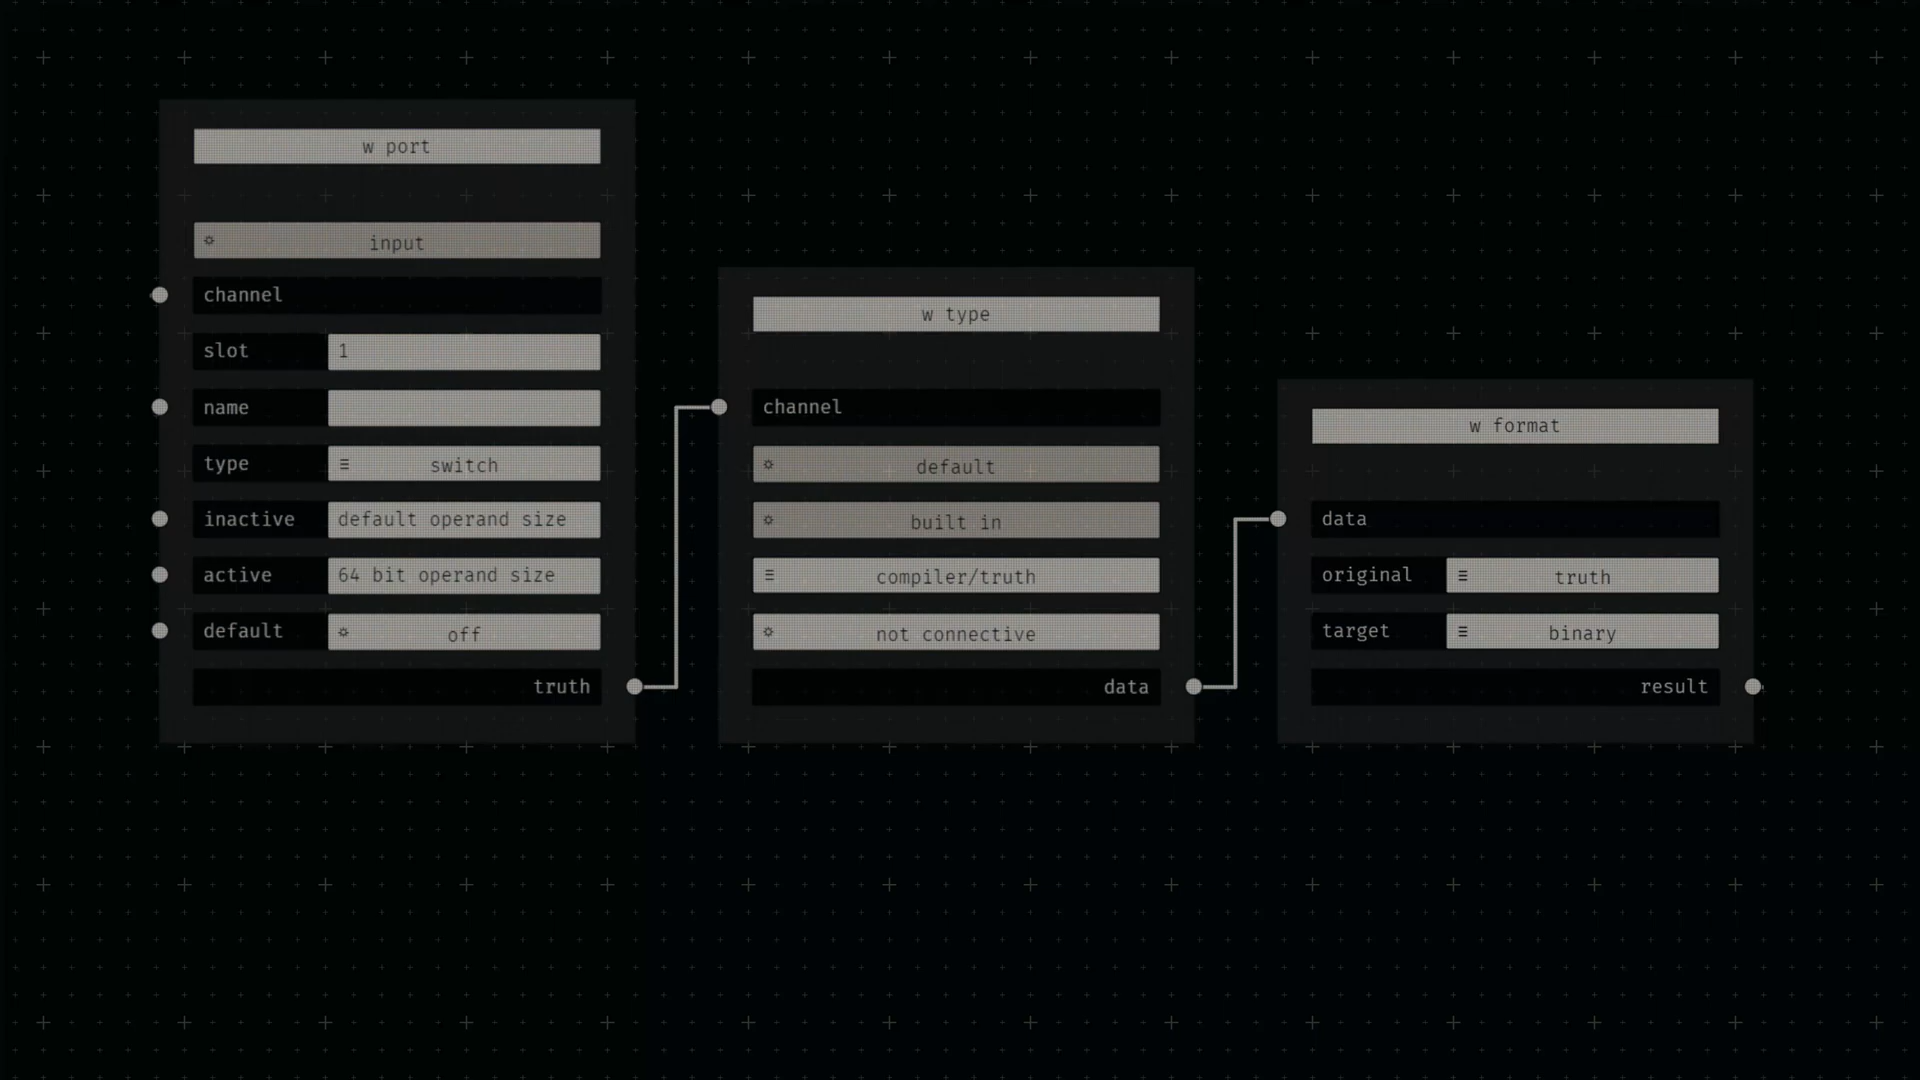 w port
input
channel
slot 1
name
type switch
inactive default operand size
active 64 bit operand size
default off
truth
w type
channel
default
built in
compiler/truth
not connective
data
w format
data
original truth
target binary
result